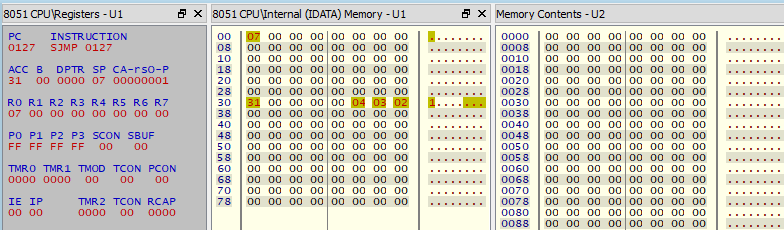 8051 CPU\Registers - U1
PC INSTRUCTION
0127 SJMP 0127
ACC B DPTR SP CA-rs0-P
31 00 0000 07 00000001
R0 R1 R2 R3 R4 R5 R6 R7
07 00 00 00 00 00 00 00
P0 P1 P2 P3 SCON SBUF
FF FF FF FF 00 00
TMR0 TMR1 TMOD TCON PCON
0000 0000 00 00 00
IE IP TMR2 TCON RCAP
00 00 0000 00 0000
8051 CPU\Internal (IDATA) Memory - U1
00 07 00 00 00 00 00 00 00 ........
08 00 00 00 00 00 00 00 00 ........
10 00 00 00 00 00 00 00 00 ........
18 00 00 00 00 00 00 00 00 ........
20 00 00 00 00 00 00 00 00 ........
28 00 00 00 00 00 00 00 00 ........
30 31 00 00 00 00 04 03 02 1.......
38 00 00 00 00 00 00 00 00 ........
40 00 00 00 00 00 00 00 00 ........
48 00 00 00 00 00 00 00 00 ........
50 00 00 00 00 00 00 00 00 ........
58 00 00 00 00 00 00 00 00 ........
60 00 00 00 00 00 00 00 00 ........
68 00 00 00 00 00 00 00 00 ........
70 00 00 00 00 00 00 00 00 ........
78 00 00 00 00 00 00 00 00 ........
Memory Contents - U2
0000 00 00 00 00 00 00 00 00 ........
0008 00 00 00 00 00 00 00 00 ........
0010 00 00 00 00 00 00 00 00 ........
0018 00 00 00 00 00 00 00 00 ........
0020 00 00 00 00 00 00 00 00 ........
0028 00 00 00 00 00 00 00 00 ........
0030 00 00 00 00 00 00 00 00 ........
0038 00 00 00 00 00 00 00 00 ........
0040 00 00 00 00 00 00 00 00 ........
0048 00 00 00 00 00 00 00 00 ........
0050 00 00 00 00 00 00 00 00 ........
0058 00 00 00 00 00 00 00 00 ........
0060 00 00 00 00 00 00 00 00 ........
0068 00 00 00 00 00 00 00 00 ........
0070 00 00 00 00 00 00 00 00 ........
0078 00 00 00 00 00 00 00 00 ........
0080 00 00 00 00 00 00 00 00 ........
0088 00 00 00 00 00 00 00 00 ........